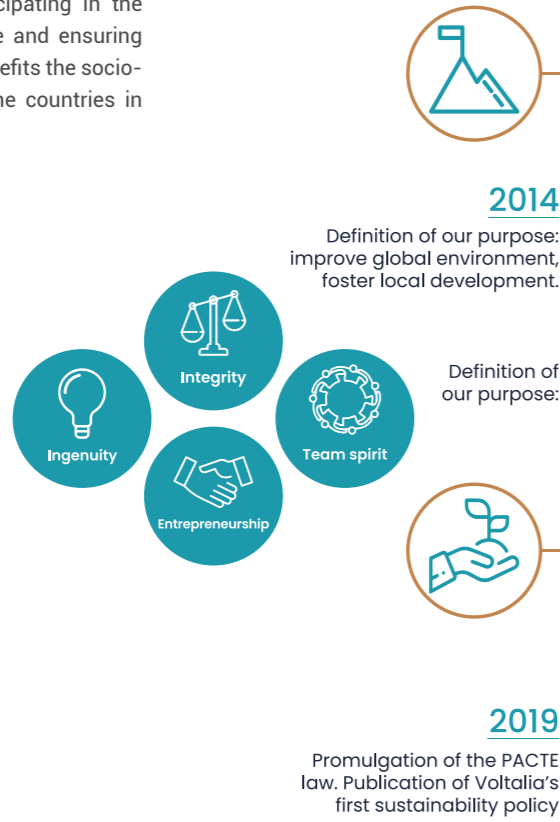 cipating in the
e and ensuring
efits the socio-
ne countries in
2014
Definition of our purpose:
improve global environment,
foster local development.
Integrity
Ingenuity
Team spirit
Entrepreneurship
Definition of
our purpose:
2019
Promulgation of the PACTE
law. Publication of Voltalia’s
first sustainability policy